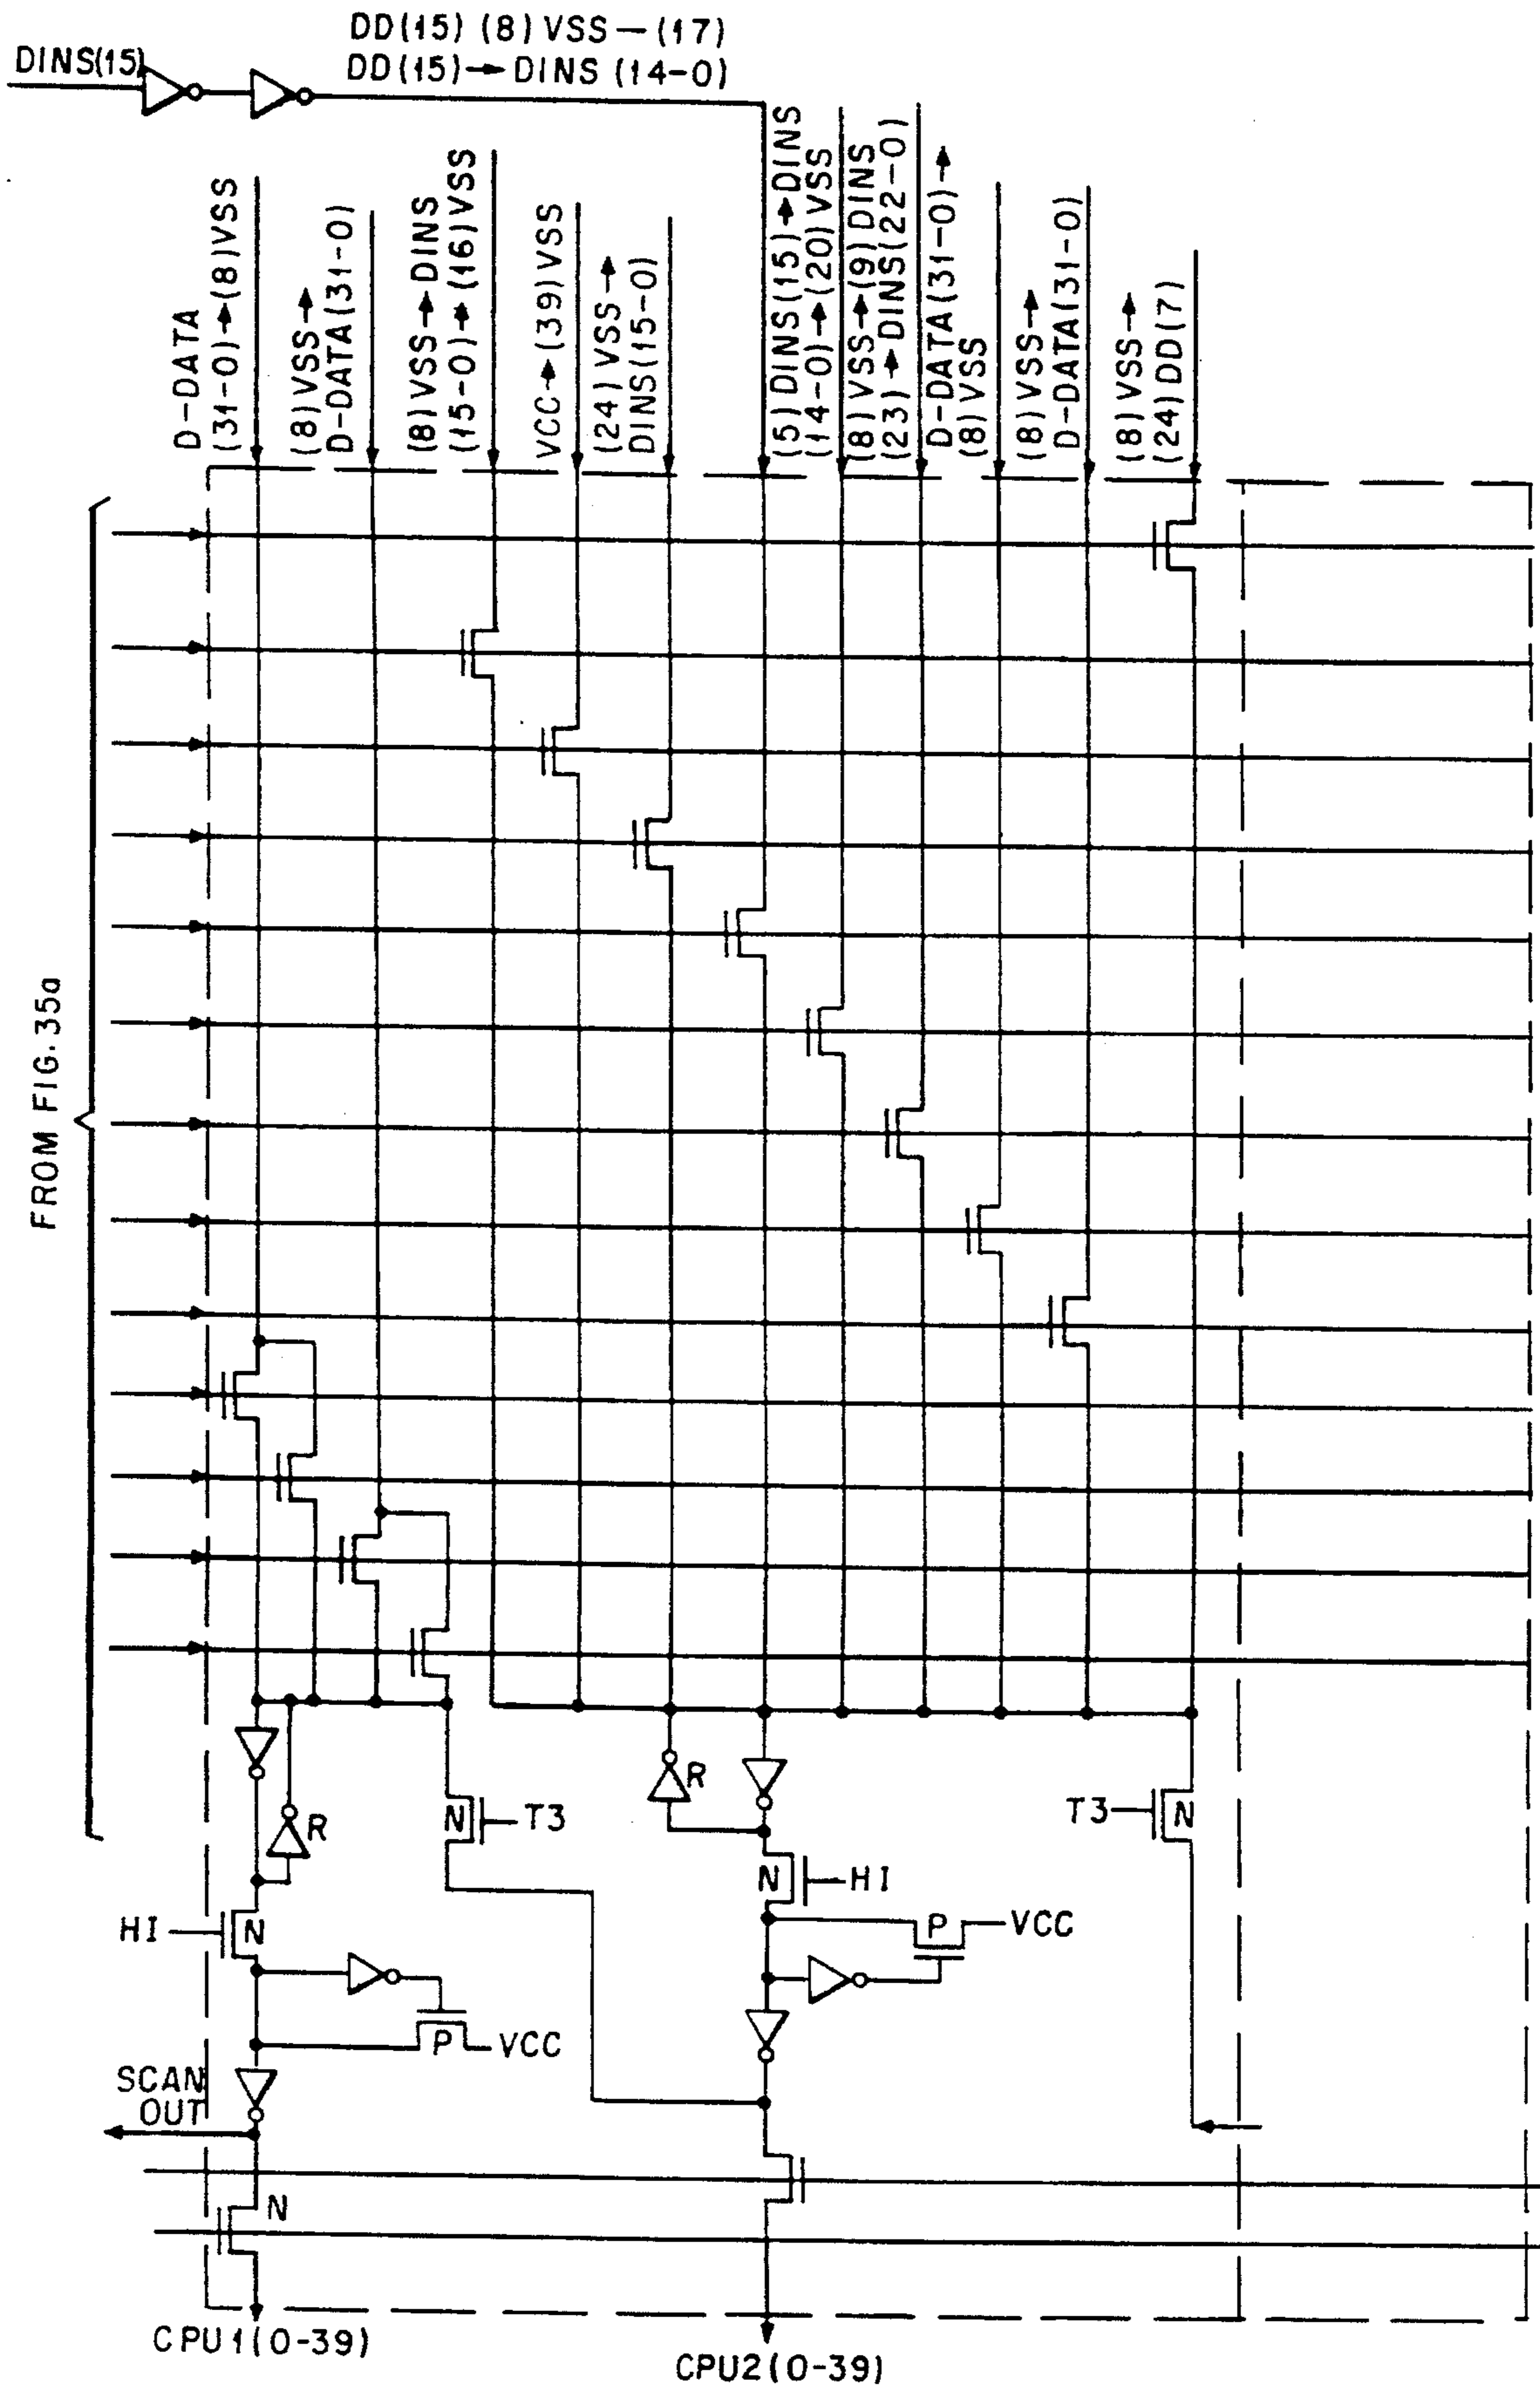 DD(15) (8) VSS — (17)
DINS(15)
DD(15)→DINS (14-0)
D-DATA
(31-0)→(8)VSS
(8)VSS→
D-DATA(31-0)
(8)VSS→DINS
(15-0)→(16)VSS
VCC→(39)VSS
(24)VSS→
DINS(15-0)
(5)DINS(15)→DINS
(14-0)→(20)VSS
(8)VSS→(9)DINS
(23)→DINS(22-0)
D-DATA(31-0)→
(8)VSS
(8)VSS→
D-DATA(31-0)
(8)VSS→
(24)DD(7)
FROM FIG.35a
R
N
T3
R
T3
N
N
HI
HI
N
P
VCC
P
VCC
SCAN
OUT
N
CPU1(0-39)
CPU2(0-39)